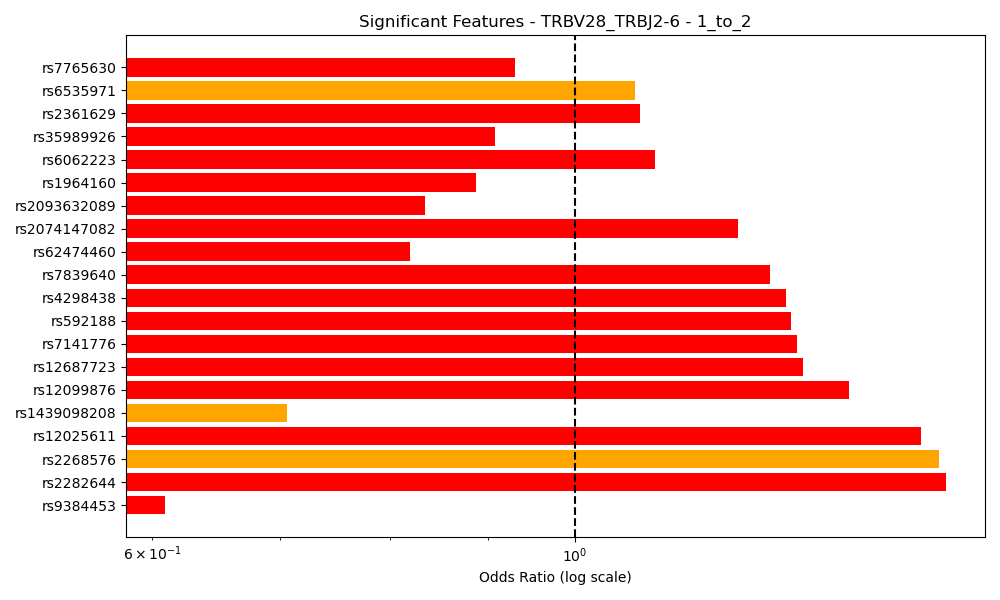 Significant Features - TRBV28_TRBJ2-6 - 1_to_2
rs7765630
rs6535971
rs2361629
rs35989926
rs6062223
rs1964160
rs2093632089
rs2074147082
rs62474460
rs7839640
rs4298438
rs592188
rs7141776
rs12687723
rs12099876
rs1439098208
rs12025611
rs2268576
rs2282644
rs9384453
6 × 10⁻¹ 10⁰
Odds Ratio (log scale)